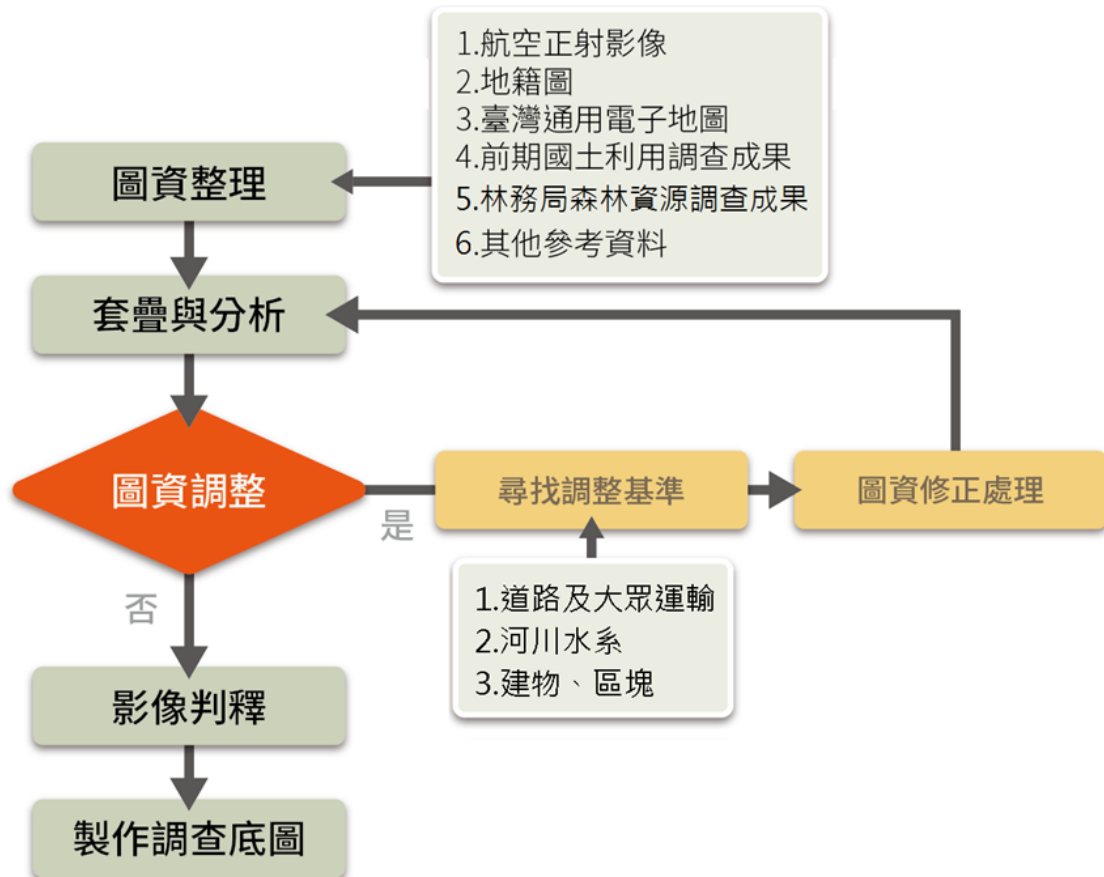 1.航空正射影像
2.地籍圖
3.臺灣通用電子地圖
4.前期國土利用調查成果
5.林務局森林資源調查成果
6.其他參考資料
圖資整理
套疊與分析
圖資調整
是
尋找調整基準
圖資修正處理
1.道路及大眾運輸
2.河川水系
3.建物、區塊
否
影像判釋
製作調查底圖